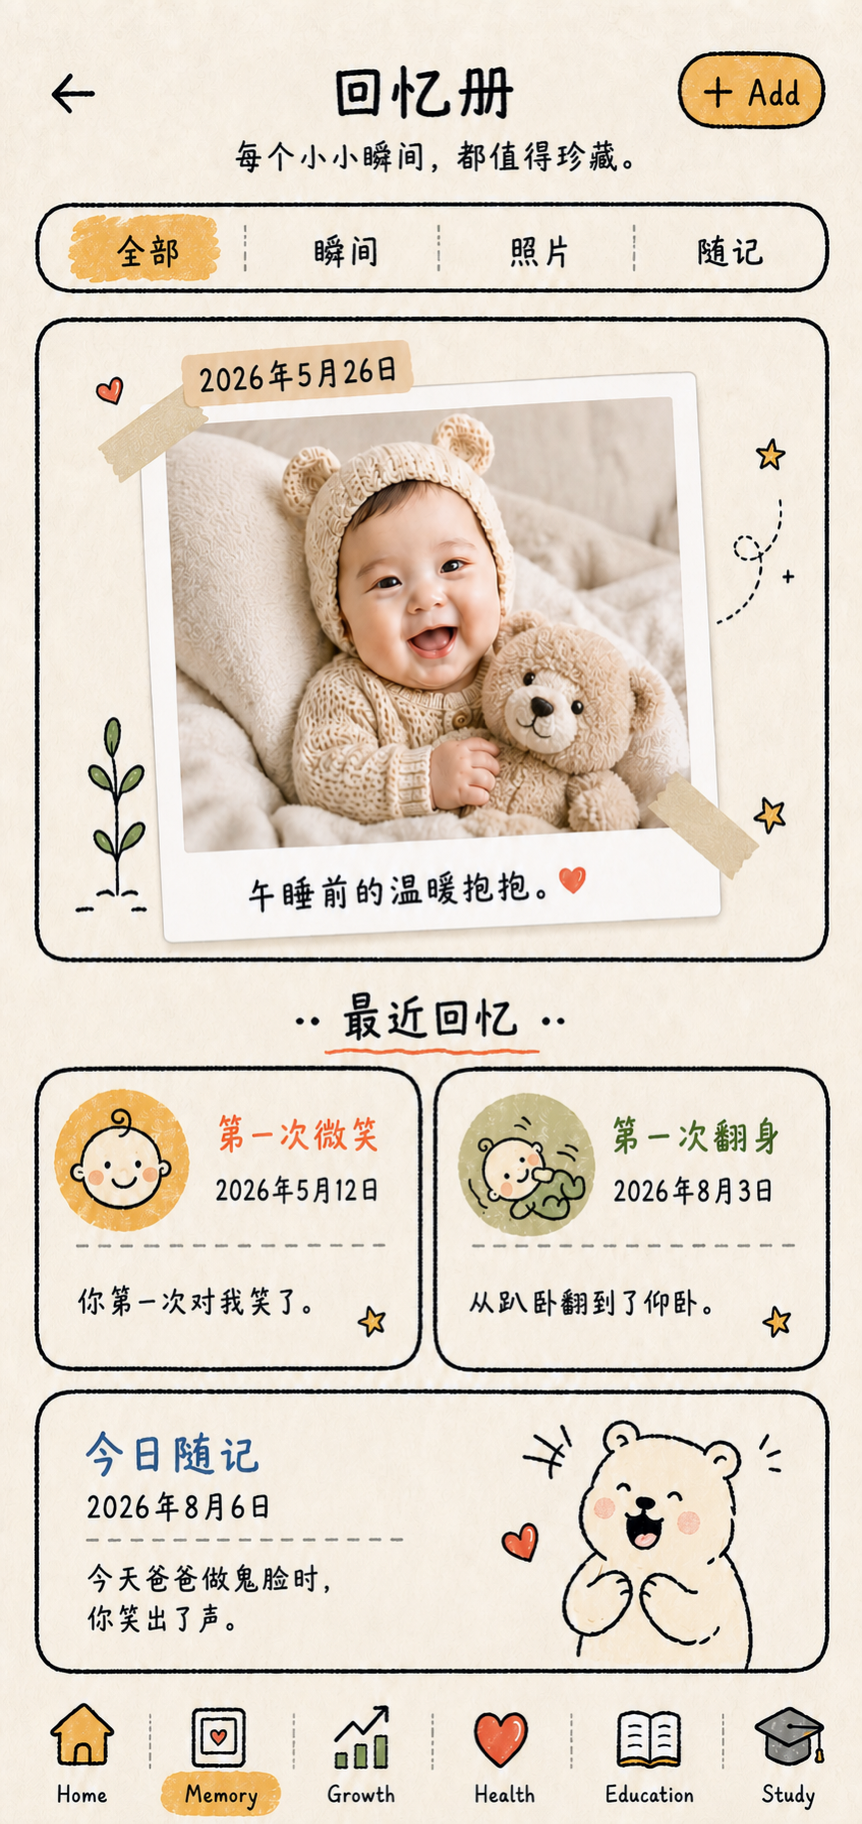 回忆册
+ Add
每个小小瞬间，都值得珍藏。
全部
瞬间
照片
随记
2026年5月26日
午睡前的温暖抱抱。
最近回忆
第一次微笑
2026年5月12日
你第一次对我笑了。
第一次翻身
2026年8月3日
从趴卧翻到了仰卧。
今日随记
2026年8月6日
今天爸爸做鬼脸时，
你笑出了声。
Home
Memory
Growth
Health
Education
Study